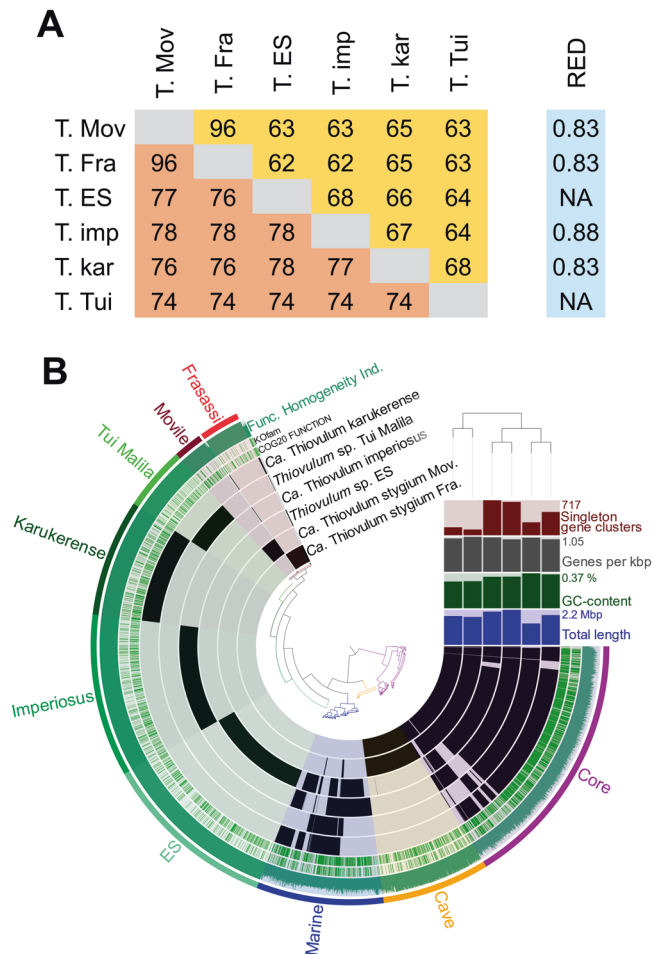 A
T. Mov T. Fra T. ES T. imp T. kar T. Tui RED
T. Mov 96 63 63 65 63 0.83
T. Fra 96 62 62 65 63 0.83
T. ES 77 76 68 66 64 NA
T. imp 78 78 78 67 64 0.88
T. kar 76 76 78 77 68 0.83
T. Tui 74 74 74 74 74 NA
B
Frasassi
Movile
Tui Malila
Karukerense
Imperiosus
ES
Marine
Cave
Core
Func. Homogeneity Ind.
KOfam
COG20 FUNCTION
Ca. Thiovulum karukerense
Thiovulum sp. Tui Malila
Ca. Thiovulum imperiosus
Thiovulum sp. ES
Ca. Thiovulum stygium Mov.
Ca. Thiovulum stygium Fra.
717
Singleton
gene clusters
1.05
Genes per kbp
0.37 %
GC-content
2.2 Mbp
Total length